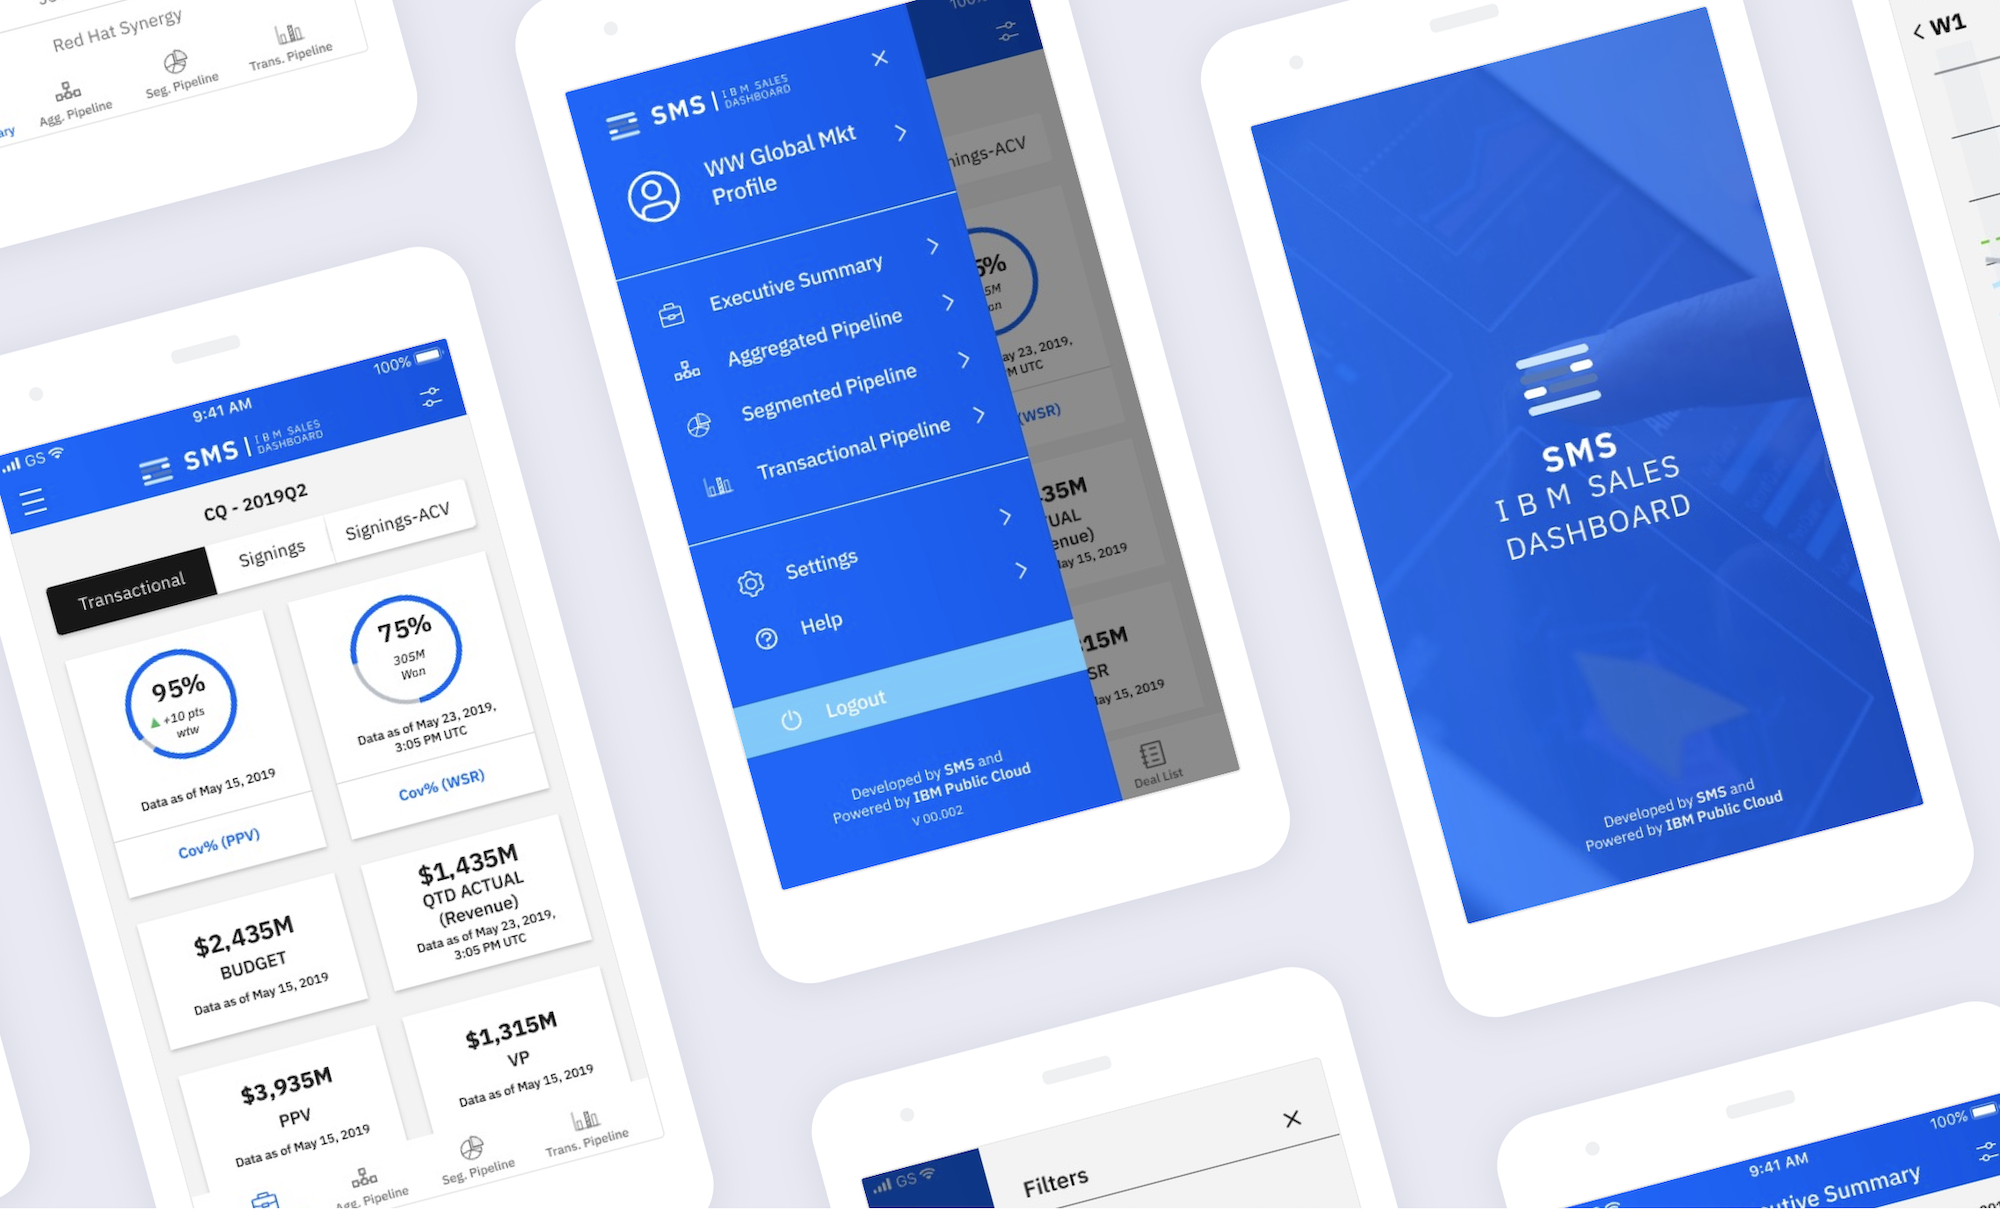 Red Hat Synergy
Agg. Pipeline
Seg. Pipeline
Trans. Pipeline
GS
9:41 AM
100%
SMS | IBM SALES
DASHBOARD
CQ - 2019Q2
Transactional
Signings
Signings-ACV
95%
+10 pts
wtw
Data as of May 15, 2019
Cov% (PPV)
75%
305M
Won
Data as of May 23, 2019,
3:05 PM UTC
Cov% (WSR)
$2,435M
BUDGET
Data as of May 15, 2019
$1,435M
QTD ACTUAL
(Revenue)
Data as of May 23, 2019,
3:05 PM UTC
$3,935M
PPV
Data as of May 15, 2019
$1,315M
VP
Data as of May 15, 2019
Agg. Pipeline
Seg. Pipeline
Trans. Pipeline
SMS | IBM SALES
DASHBOARD
WW Global Mkt
Profile
Executive Summary
Aggregated Pipeline
Segmented Pipeline
Transactional Pipeline
Settings
Help
Logout
Developed by SMS and
Powered by IBM Public Cloud
V 00.002
100%
nings-ACV
5%
5M
on
ay 23, 2019,
M UTC
(WSR)
35M
UAL
enue)
ay 15, 2019
15M
SR
ay 15, 2019
Deal List
SMS
IBM SALES
DASHBOARD
Developed by SMS and
Powered by IBM Public Cloud
W1
GS
Filters
GS
9:41 AM
100%
utive Summary